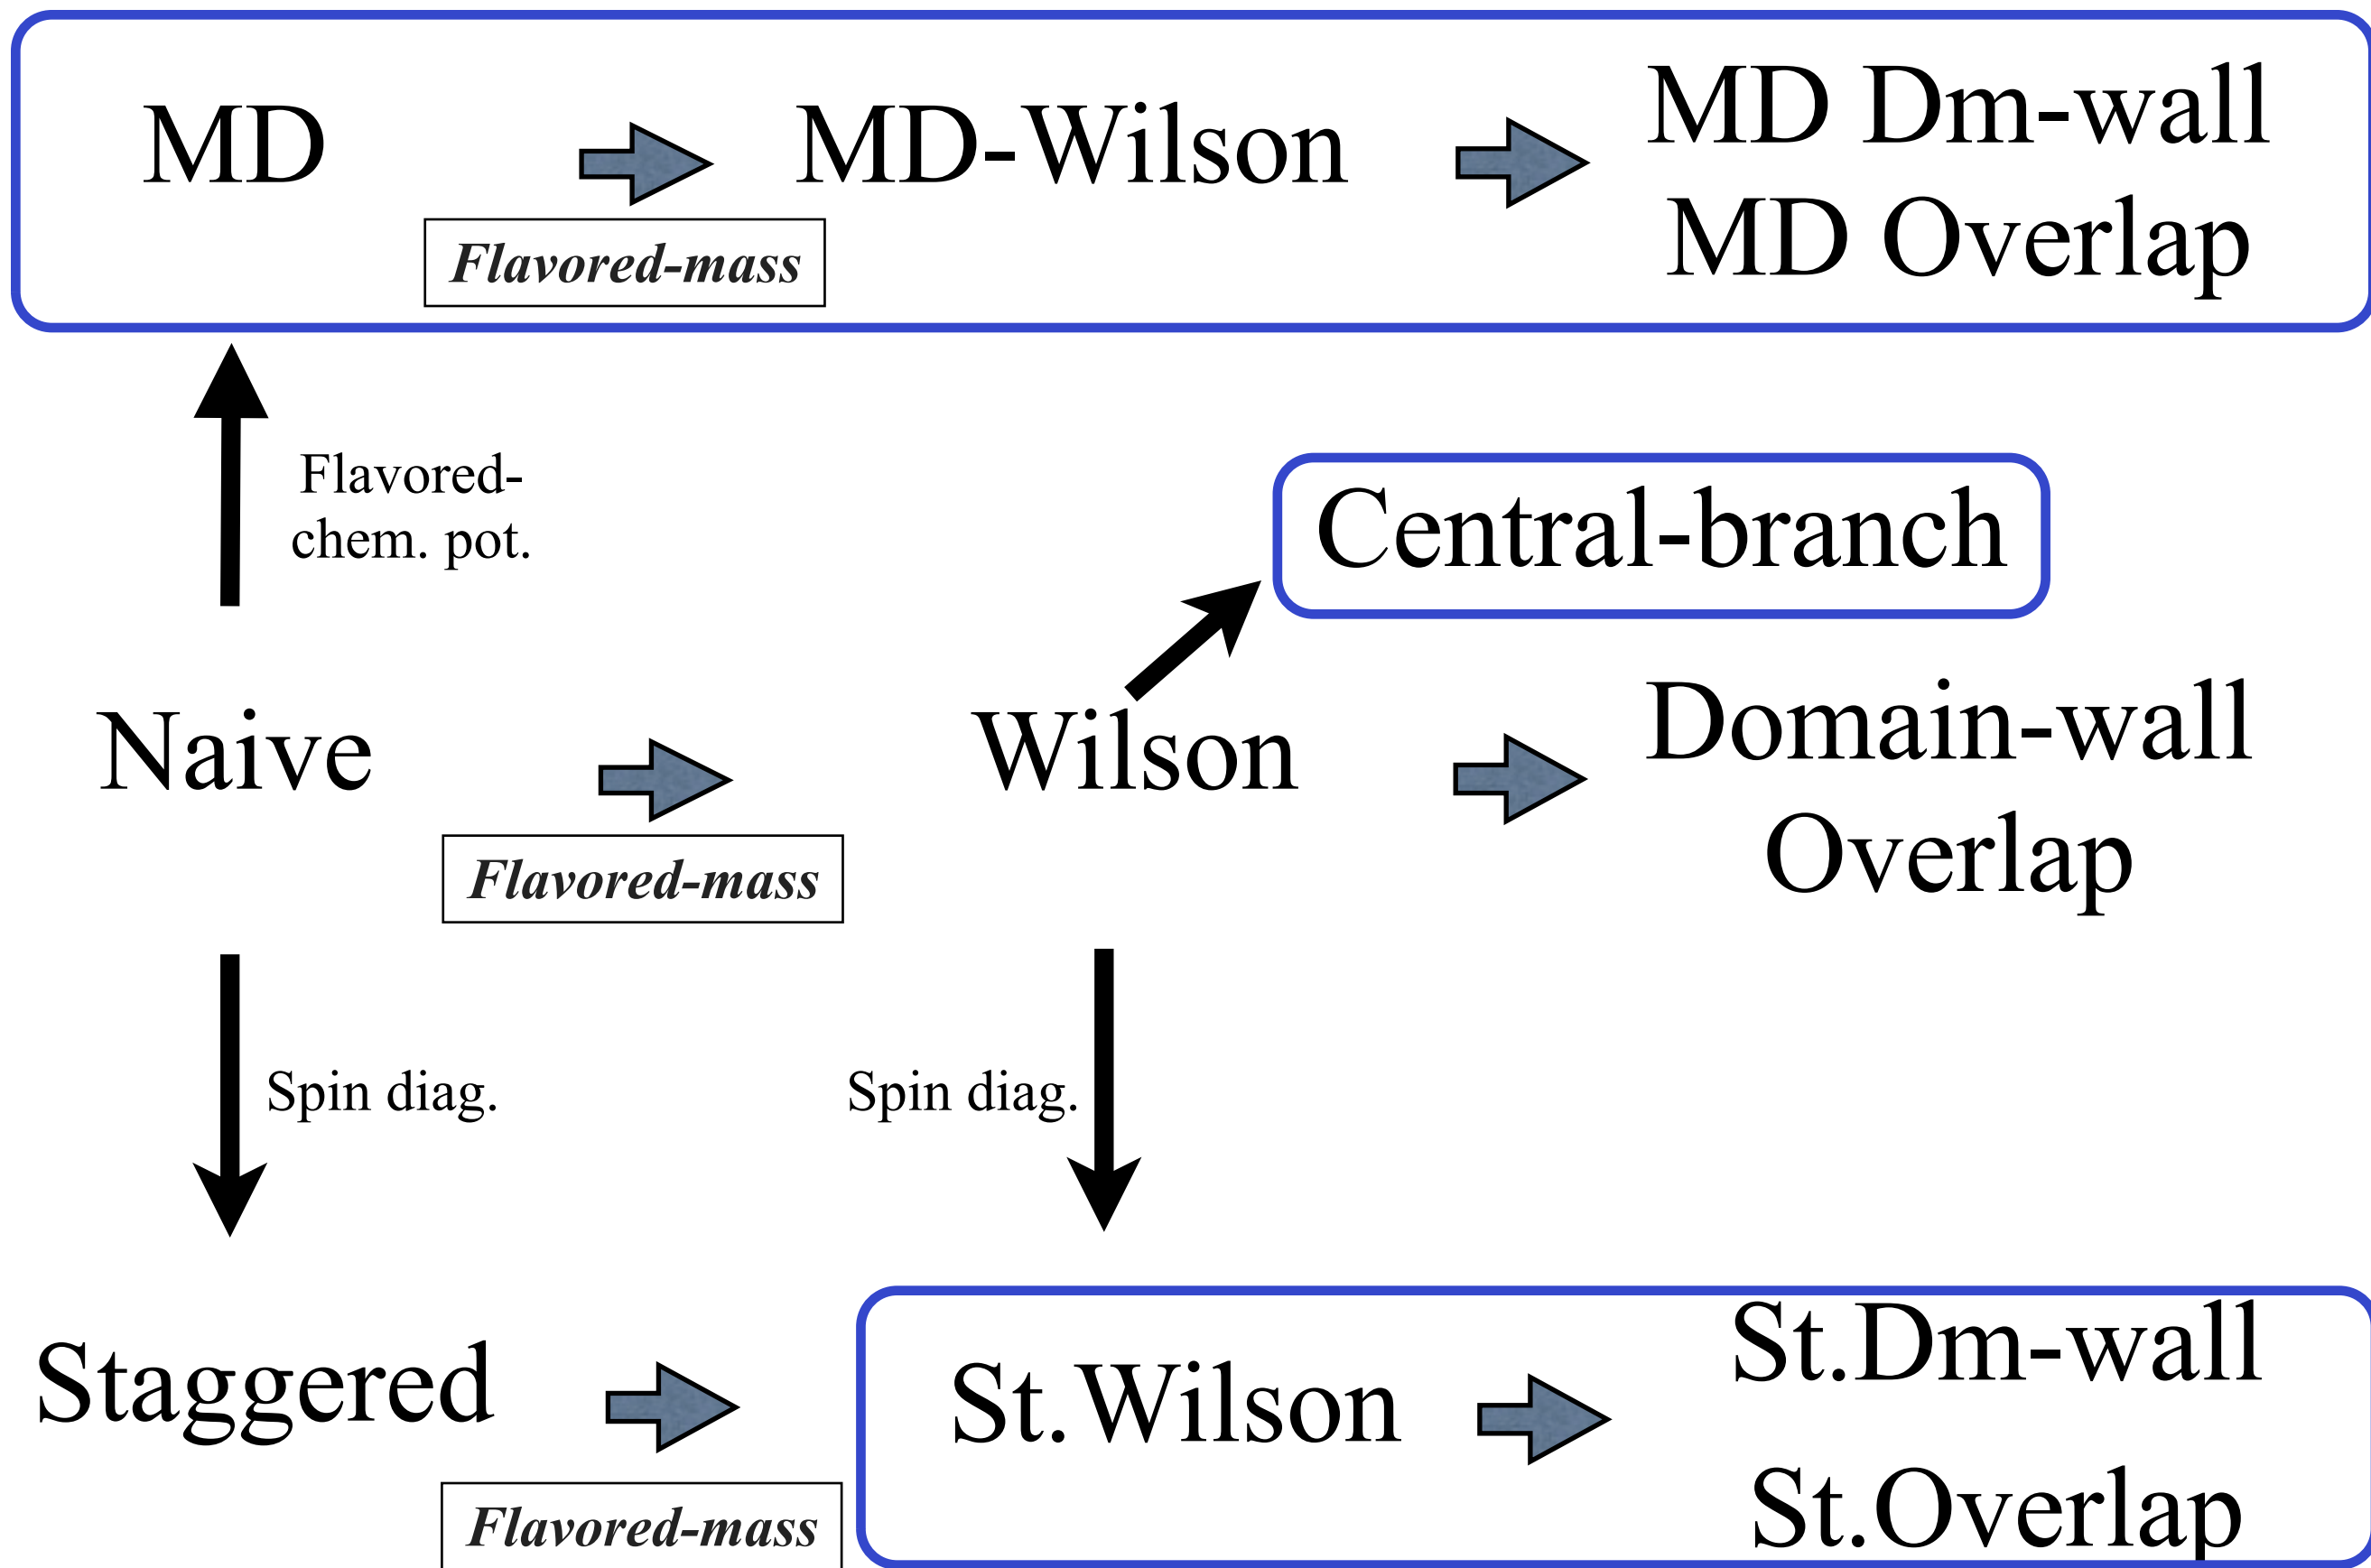 MD
MD-Wilson
MD Dm-wall
MD Overlap
Flavored-mass
Flavored-
chem. pot.
Central-branch
Naive
Wilson
Domain-wall
Overlap
Flavored-mass
Spin diag.
Spin diag.
Staggered
St.Wilson
St.Dm-wall
St.Overlap
Flavored-mass